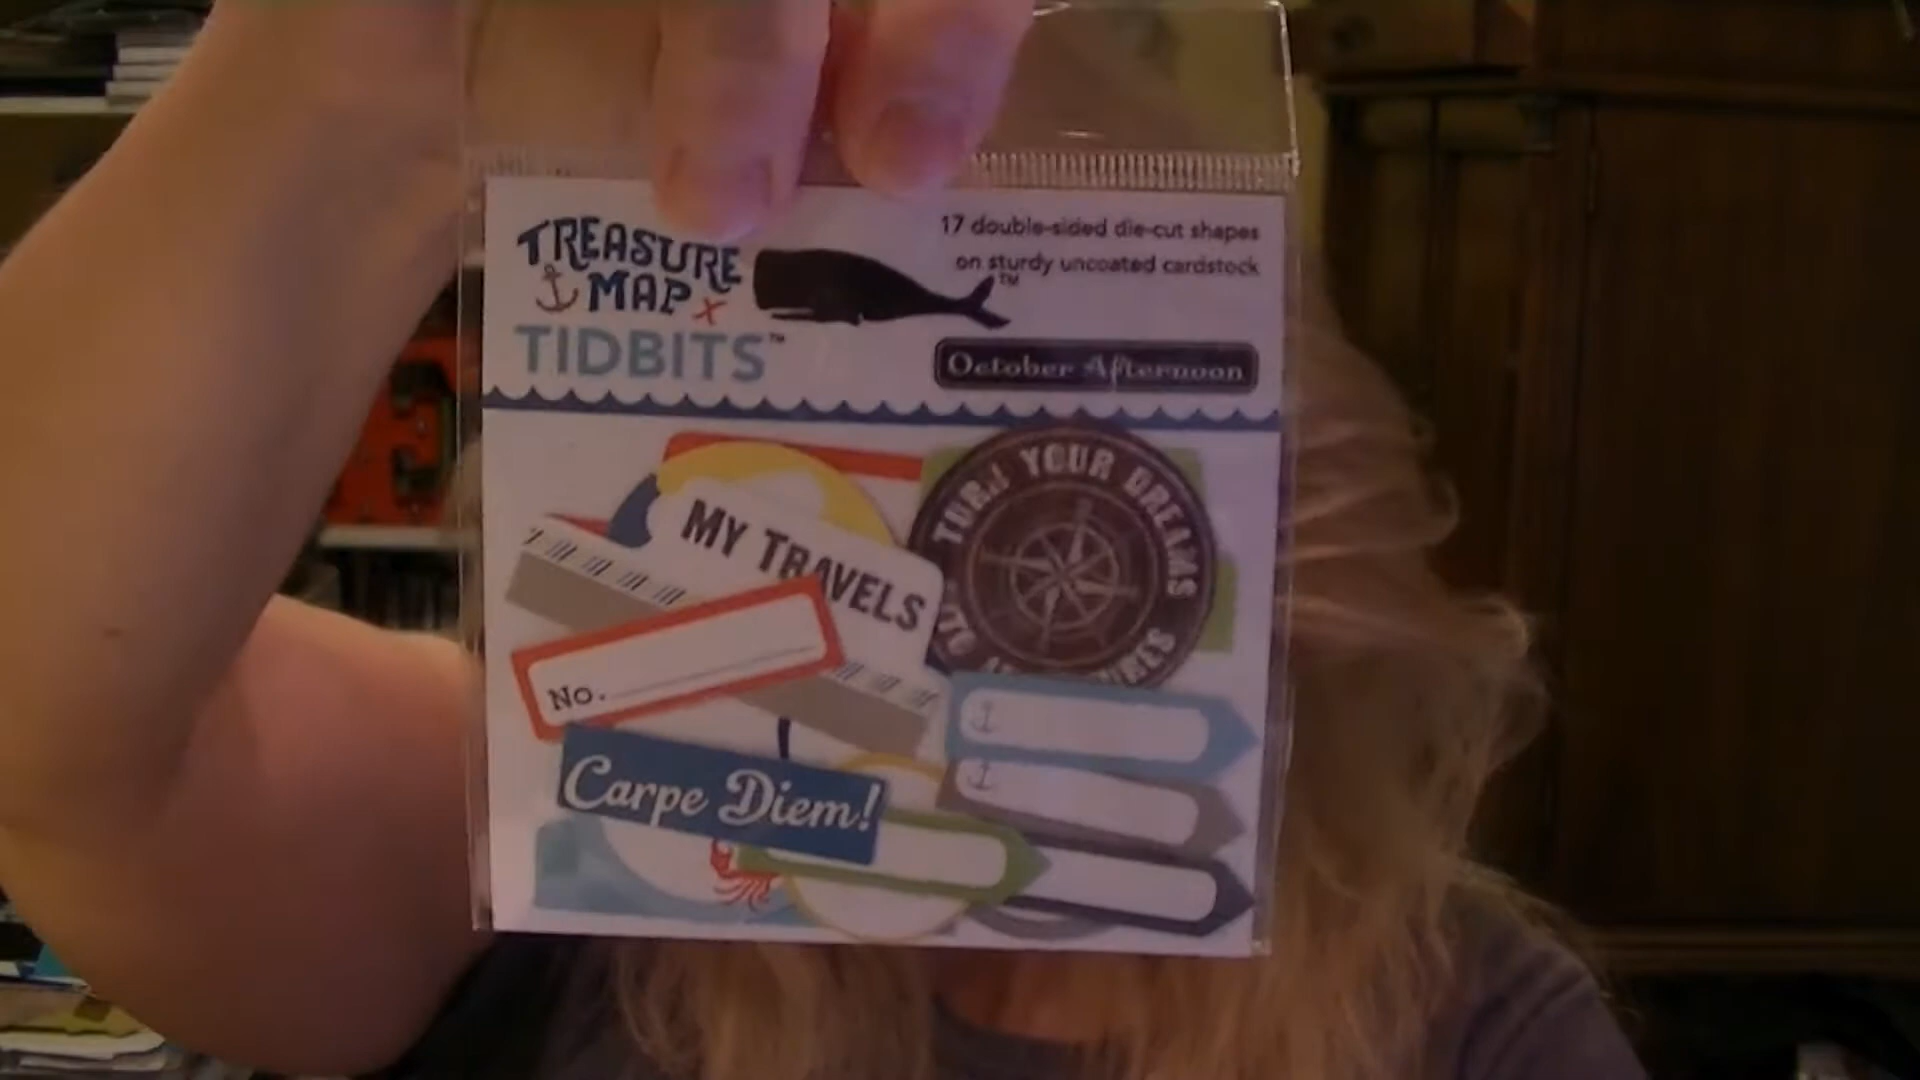 TREASURE
MAP X
TIDBITS™
17 double-sided die-cut shapes
on sturdy uncoated cardstock
TM
October Afternoon
TURN YOUR DREAMS
MY TRAVELS
No.
Carpe Diem!